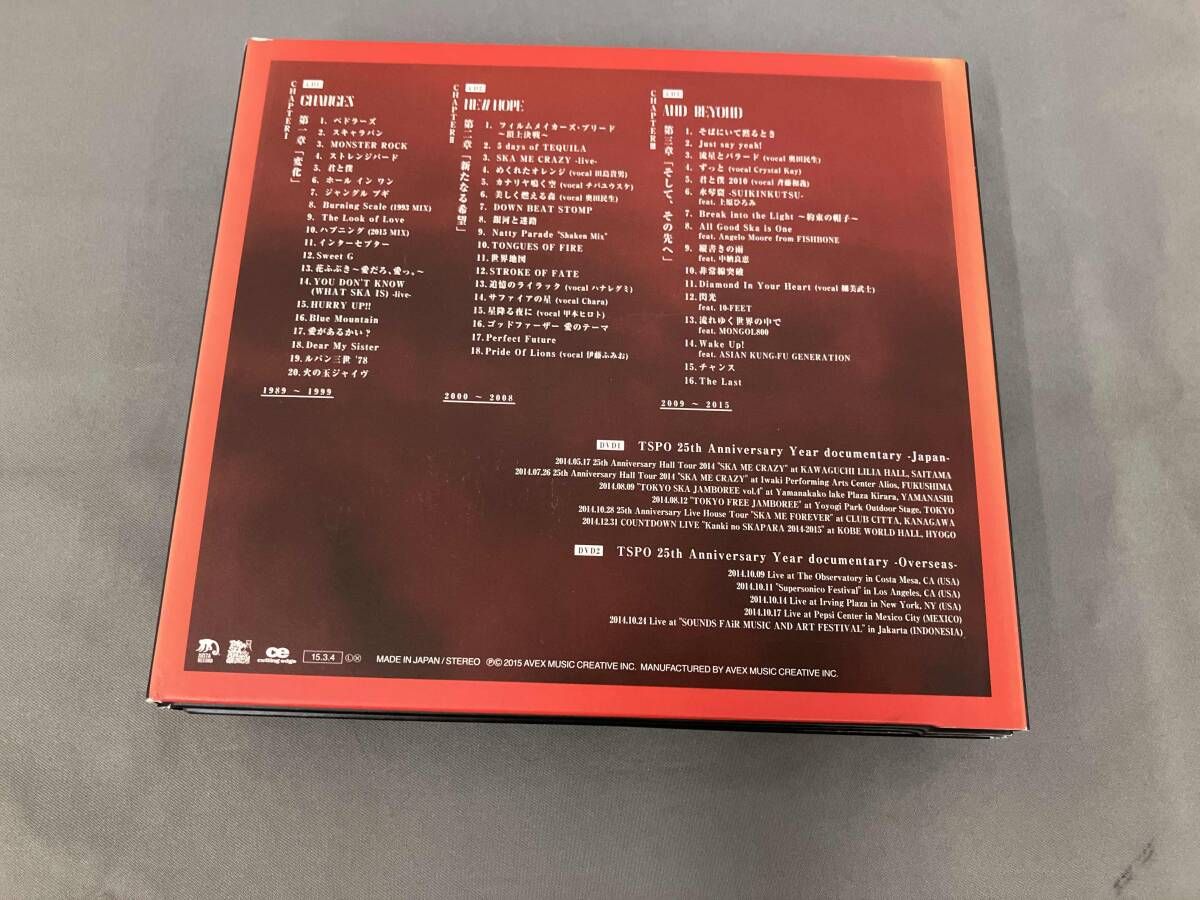 CD1
CHAPTER I
CHANGES
第一章「変化」
1. ペドラーズ
2. スキャラバン
3. MONSTER ROCK
4. ストレンジバード
5. 君と僕
6. ホール イン ワン
7. ジャングル ブギ
8. Burning Scale (1993 MIX)
9. The Look of Love
10. ハプニング (2015 MIX)
11. インターセプター
12. Sweet G
13. 花ふぶき〜愛だろ、愛っ。〜
14. YOU DON'T KNOW
(WHAT SKA IS) -live-
15. HURRY UP!!
16. Blue Mountain
17. 愛があるかい?
18. Dear My Sister
19. ルパン三世 '78
20. 火の玉ジャイヴ
1989 〜 1999
CD2
CHAPTER II
NEW HOPE
第二章「新たなる希望」
1. フィルムメイカーズ・ブリード
〜頂上決戦〜
2. 5 days of TEQUILA
3. SKA ME CRAZY -live-
4. めくれたオレンジ (vocal 田島貴男)
5. カナリヤ鳴く空 (vocal チバユウスケ)
6. 美しく燃える森 (vocal 奥田民生)
7. DOWN BEAT STOMP
8. 銀河と迷路
9. Natty Parade "Shaken Mix"
10. TONGUES OF FIRE
11. 世界地図
12. STROKE OF FATE
13. 追憶のライラック (vocal ハナレグミ)
14. サファイアの星 (vocal Chara)
15. 星降る夜に (vocal 甲本ヒロト)
16. ゴッドファーザー 愛のテーマ
17. Perfect Future
18. Pride Of Lions (vocal 伊藤ふみお)
2000 〜 2008
CD3
CHAPTER III
AND BEYOND
第三章「そして、その先へ」
1. そばにいて黙るとき
2. Just say yeah!
3. 流星とバラード (vocal 奥田民生)
4. ずっと (vocal Crystal Kay)
5. 君と僕 2010 (vocal 斉藤和義)
6. 水琴窟 -SUIKINKUTSU-
feat. 上原ひろみ
7. Break into the Light 〜約束の帽子〜
8. All Good Ska is One
feat. Angelo Moore from FISHBONE
9. 縦書きの雨
feat. 中納良恵
10. 非常線突破
11. Diamond In Your Heart (vocal 細美武士)
12. 閃光
feat. 10-FEET
13. 流れゆく世界の中で
feat. MONGOL800
14. Wake Up!
feat. ASIAN KUNG-FU GENERATION
15. チャンス
16. The Last
2009 〜 2015
DVD1 TSPO 25th Anniversary Year documentary -Japan-
2014.05.17 25th Anniversary Hall Tour 2014 "SKA ME CRAZY" at KAWAGUCHI LILIA HALL, SAITAMA
2014.07.26 25th Anniversary Hall Tour 2014 "SKA ME CRAZY" at Iwaki Performing Arts Center Alios, FUKUSHIMA
2014.08.09 "TOKYO SKA JAMBOREE vol.4" at Yamanakako lake Plaza Kirara, YAMANASHI
2014.08.12 "TOKYO FREE JAMBOREE" at Yoyogi Park Outdoor Stage, TOKYO
2014.10.28 25th Anniversary Live House Tour "SKA ME FOREVER" at CLUB CITTA, KANAGAWA
2014.12.31 COUNTDOWN LIVE "Kanki no SKAPARA 2014-2015" at KOBE WORLD HALL, HYOGO
DVD2 TSPO 25th Anniversary Year documentary -Overseas-
2014.10.09 Live at The Observatory in Costa Mesa, CA (USA)
2014.10.11 "Supersonico Festival" in Los Angeles, CA (USA)
2014.10.14 Live at Irving Plaza in New York, NY (USA)
2014.10.17 Live at Pepsi Center in Mexico City (MEXICO)
2014.10.24 Live at "SOUNDS FAiR MUSIC AND ART FESTIVAL" in Jakarta (INDONESIA)
cutting edge
15.3.4 Ⓛ Ⓧ MADE IN JAPAN / STEREO ℗© 2015 AVEX MUSIC CREATIVE INC. MANUFACTURED BY AVEX MUSIC CREATIVE INC.